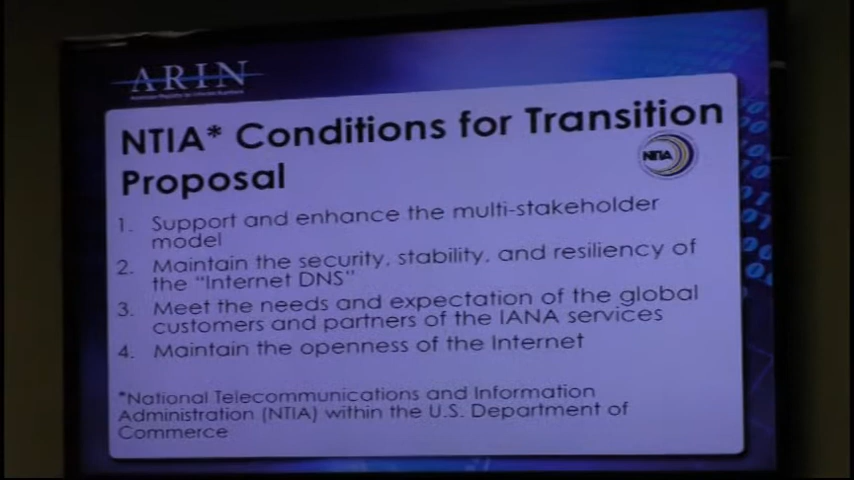 ARIN
NTIA* Conditions for Transition
Proposal
NTIA
1. Support and enhance the multi-stakeholder
model
2. Maintain the security, stability, and resiliency of
the "Internet DNS"
3. Meet the needs and expectation of the global
customers and partners of the IANA services
4. Maintain the openness of the Internet
*National Telecommunications and Information
Administration (NTIA) within the U.S. Department of
Commerce